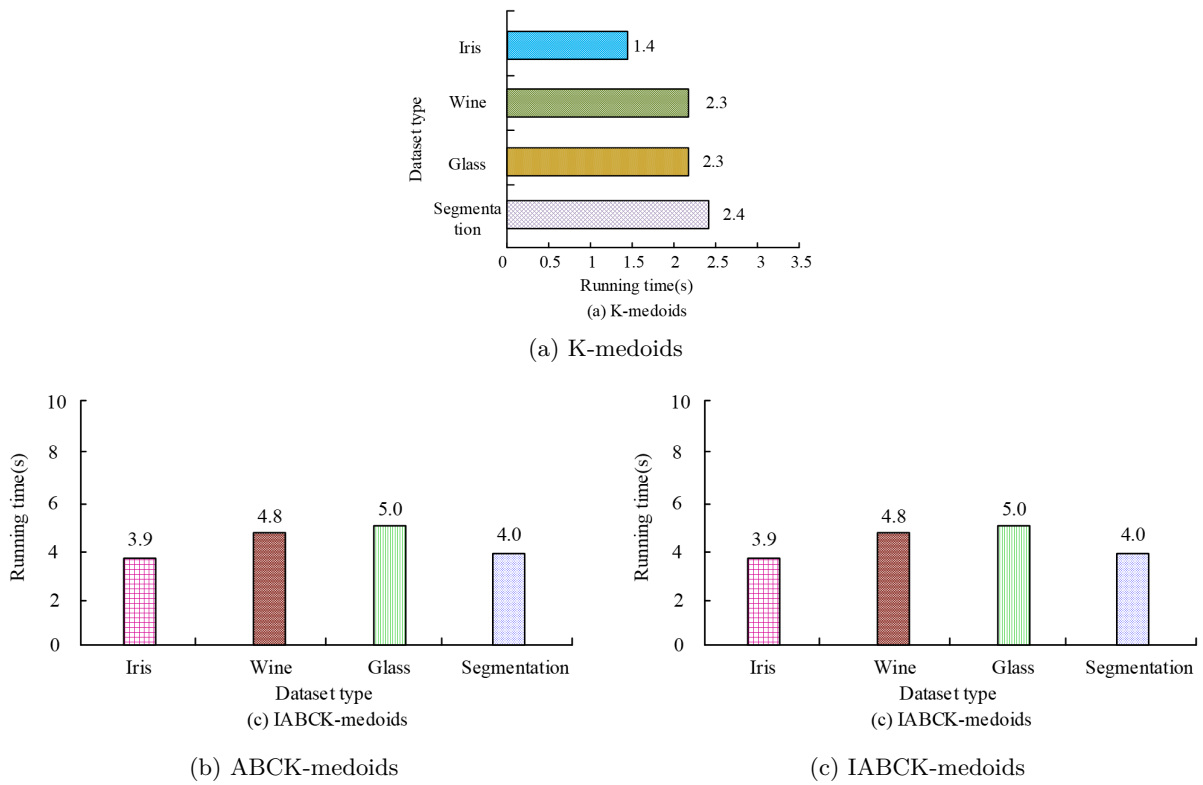 Iris
1.4
Wine
2.3
Dataset type
Glass
2.3
Segmenta
tion
2.4
0 0.5 1 1.5 2 2.5 3 3.5
Running time(s)
(a) K-medoids
(a) K-medoids
10
8
6
4
2
0
Running time(s)
3.9
4.8
5.0
4.0
Iris Wine Glass Segmentation
Dataset type
(c) IABCK-medoids
(b) ABCK-medoids
10
8
6
4
2
0
Running time(s)
3.9
4.8
5.0
4.0
Iris Wine Glass Segmentation
Dataset type
(c) IABCK-medoids
(c) IABCK-medoids